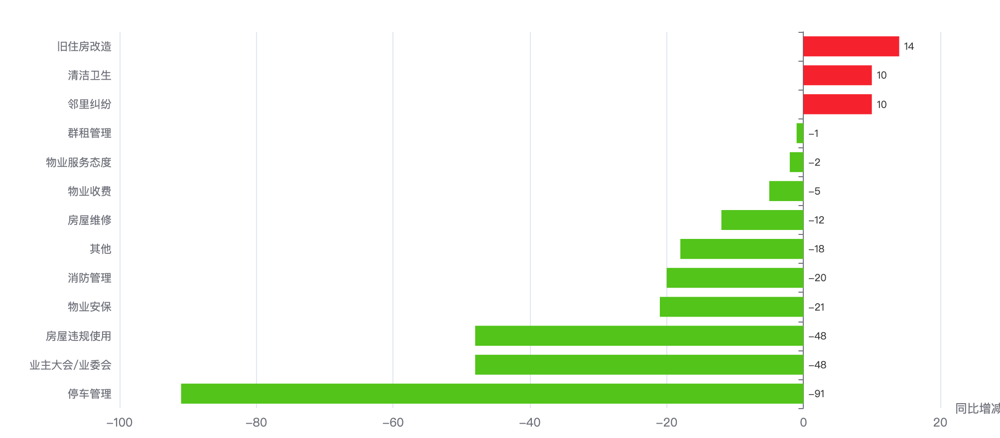 旧住房改造 14
清洁卫生 10
邻里纠纷 10
群租管理 -1
物业服务态度 -2
物业收费 -5
房屋维修 -12
其他 -18
消防管理 -20
物业安保 -21
房屋违规使用 -48
业主大会/业委会 -48
停车管理 -91
同比增减
-100 -80 -60 -40 -20 0 20